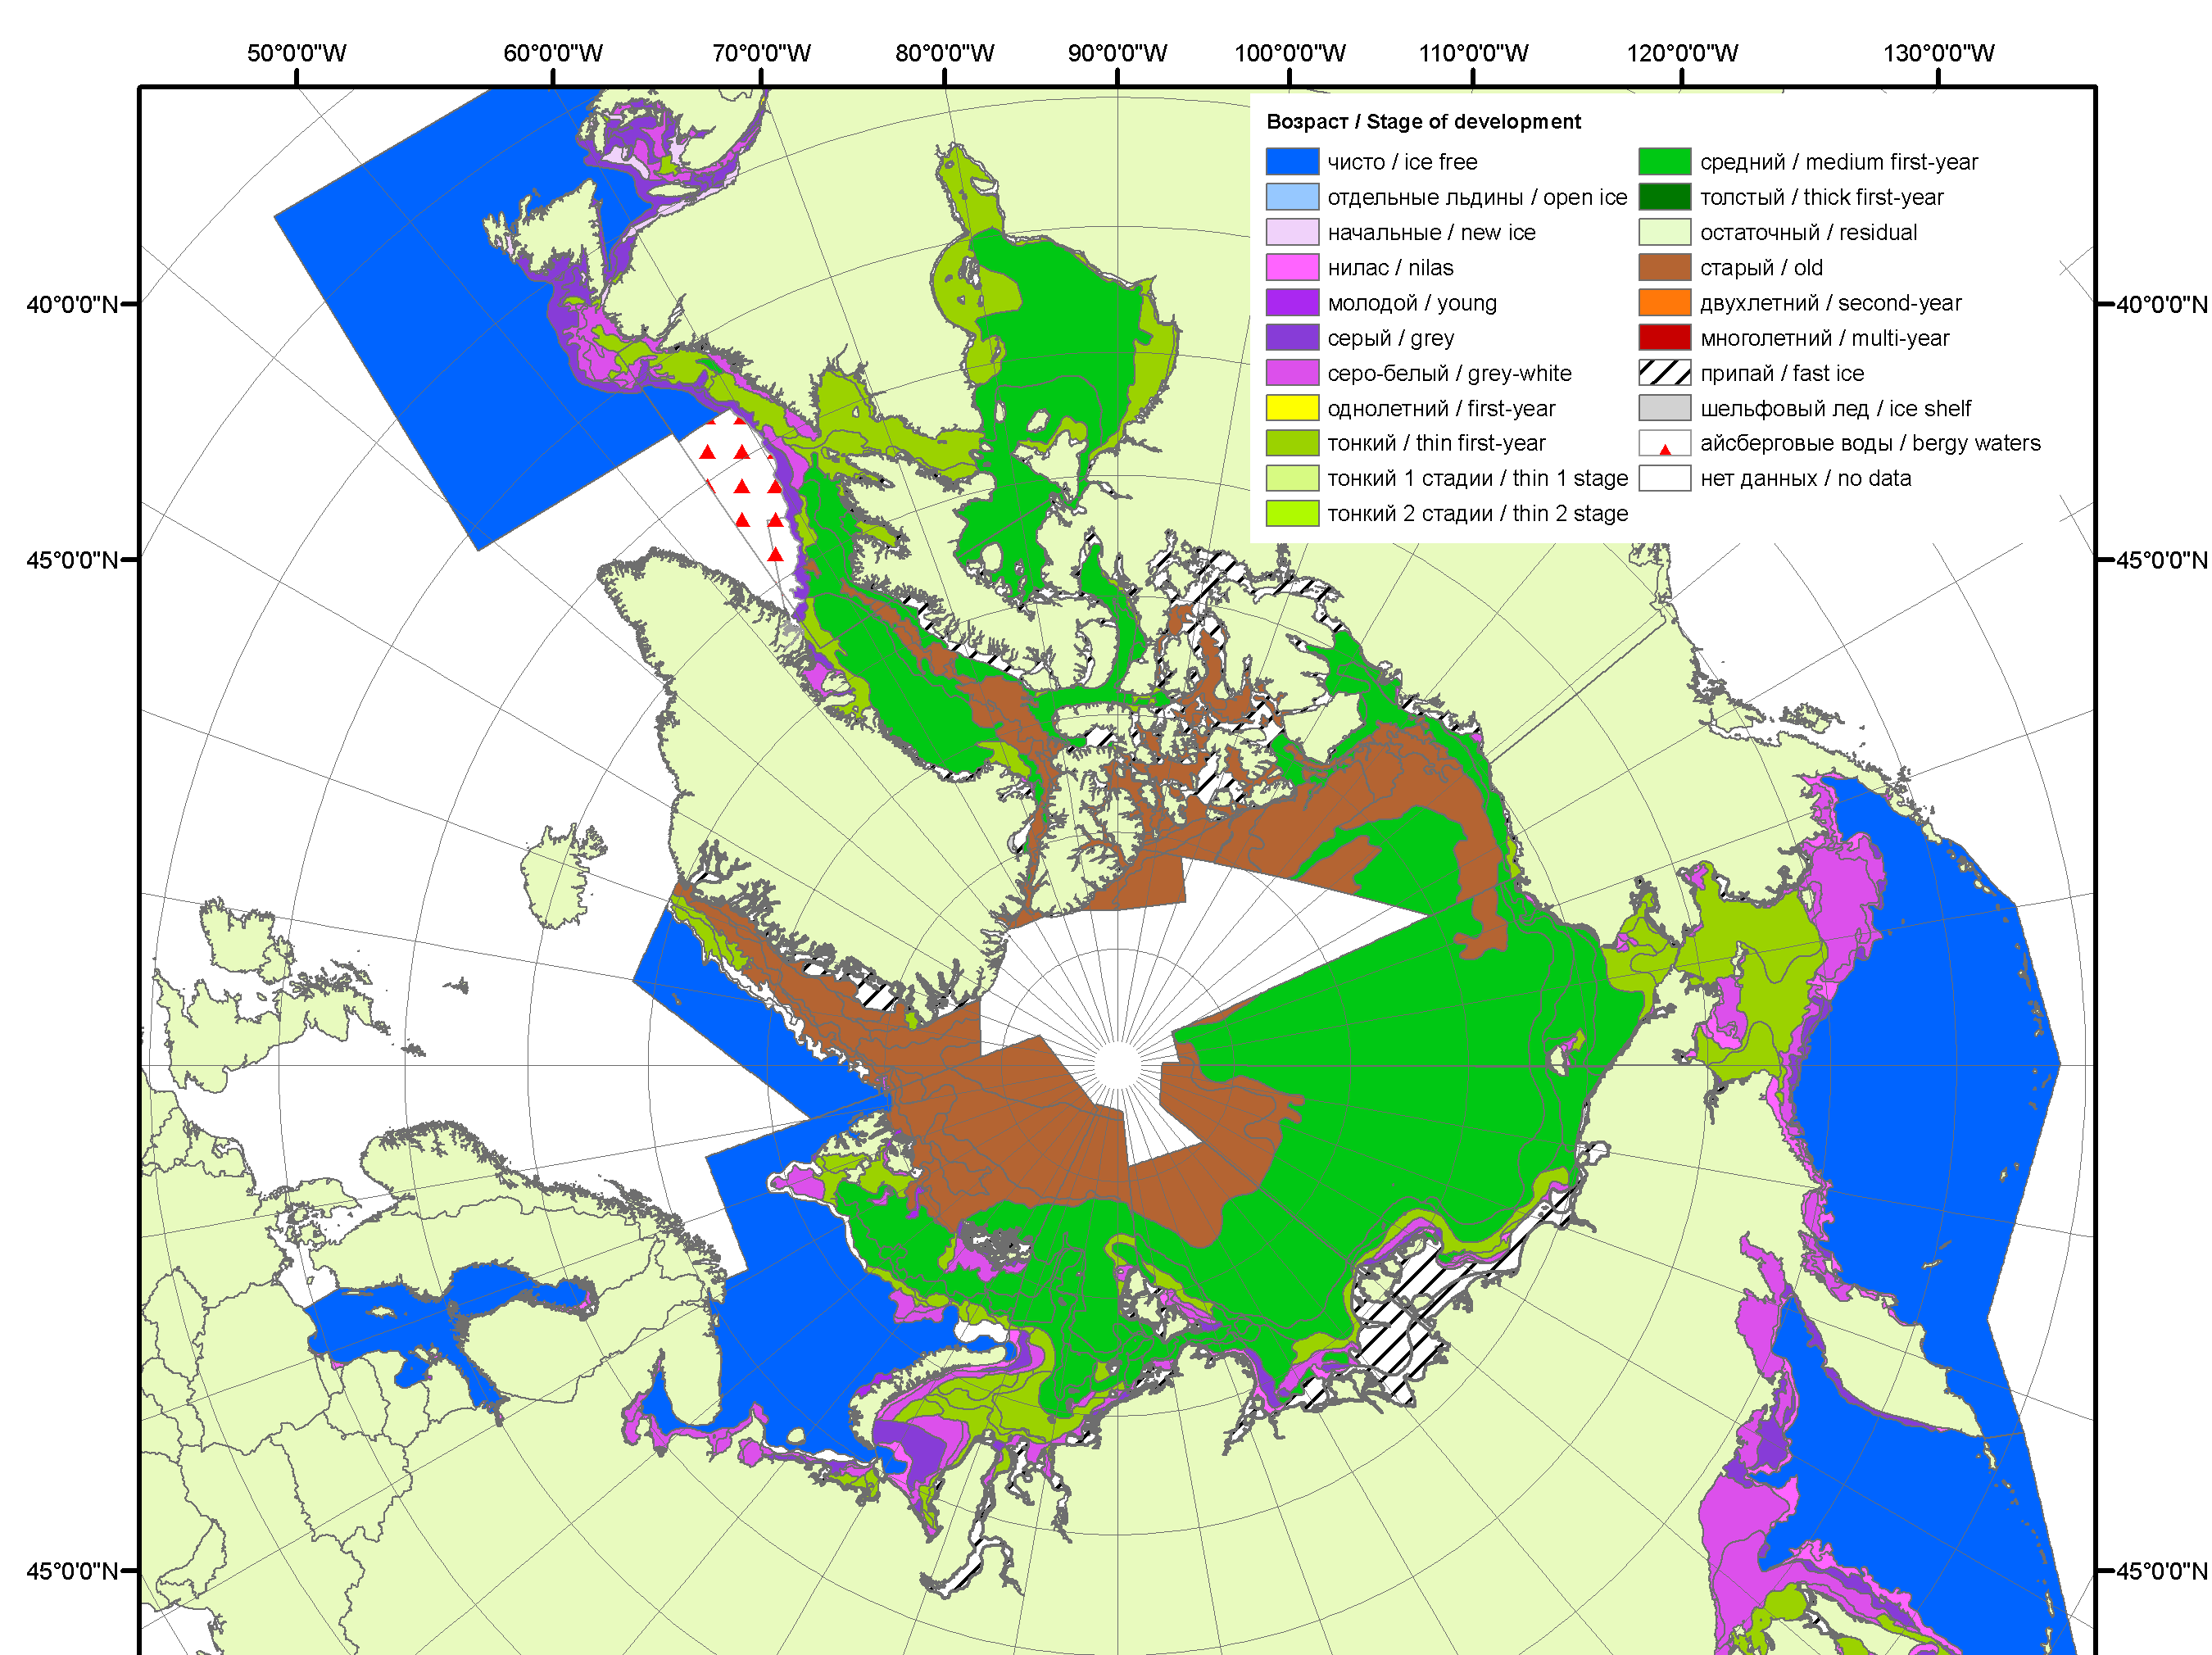 50°0'0"W 60°0'0"W 70°0'0"W 80°0'0"W 90°0'0"W 100°0'0"W 110°0'0"W 120°0'0"W 130°0'0"W
Возраст / Stage of development
чисто / ice free
отдельные льдины / open ice
начальные / new ice
нилас / nilas
молодой / young
серый / grey
серо-белый / grey-white
однолетний / first-year
тонкий / thin first-year
тонкий 1 стадии / thin 1 stage
тонкий 2 стадии / thin 2 stage
средний / medium first-year
толстый / thick first-year
остаточный / residual
старый / old
двухлетний / second-year
многолетний / multi-year
припай / fast ice
шельфовый лед / ice shelf
айсберговые воды / bergy waters
нет данных / no data
40°0'0"N 40°0'0"N
45°0'0"N 45°0'0"N
45°0'0"N 45°0'0"N